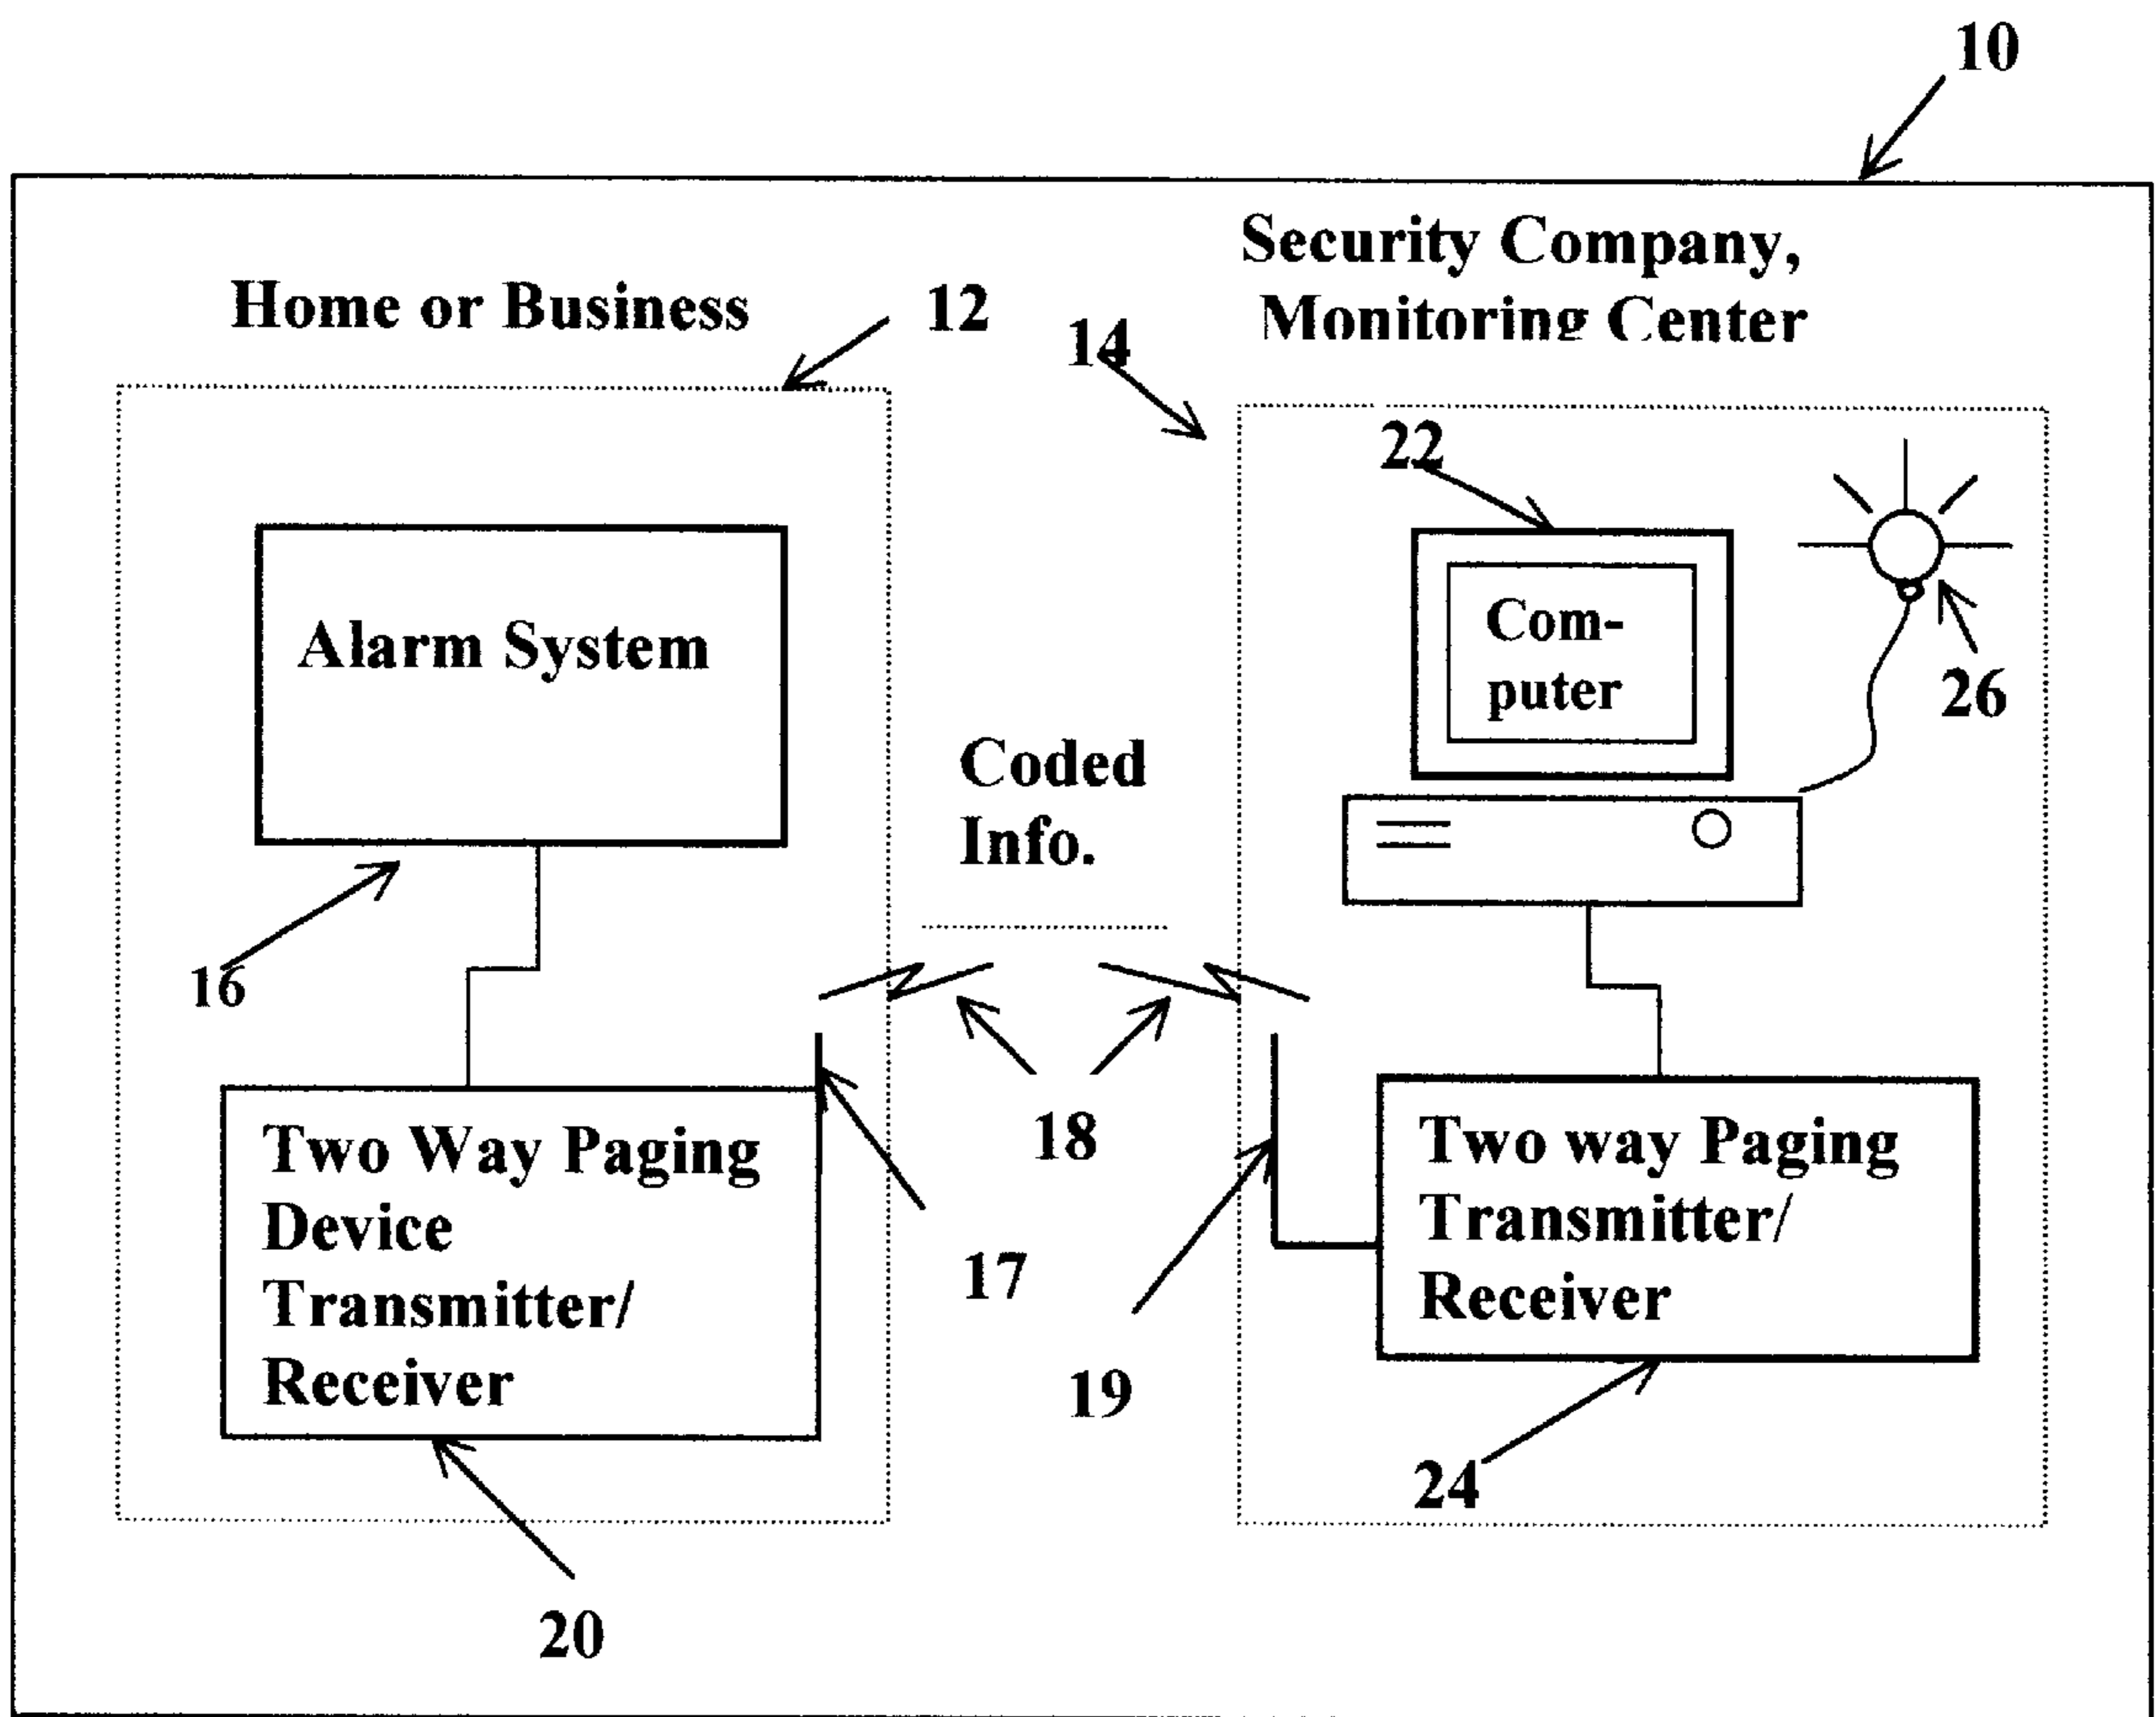 10
Security Company,
Monitoring Center
Home or Business
12
14
22
Com-
puter
26
Alarm System
Coded
Info.
16
18
Two Way Paging
Device
Transmitter/
Receiver
17
Two way Paging
Transmitter/
Receiver
19
24
20